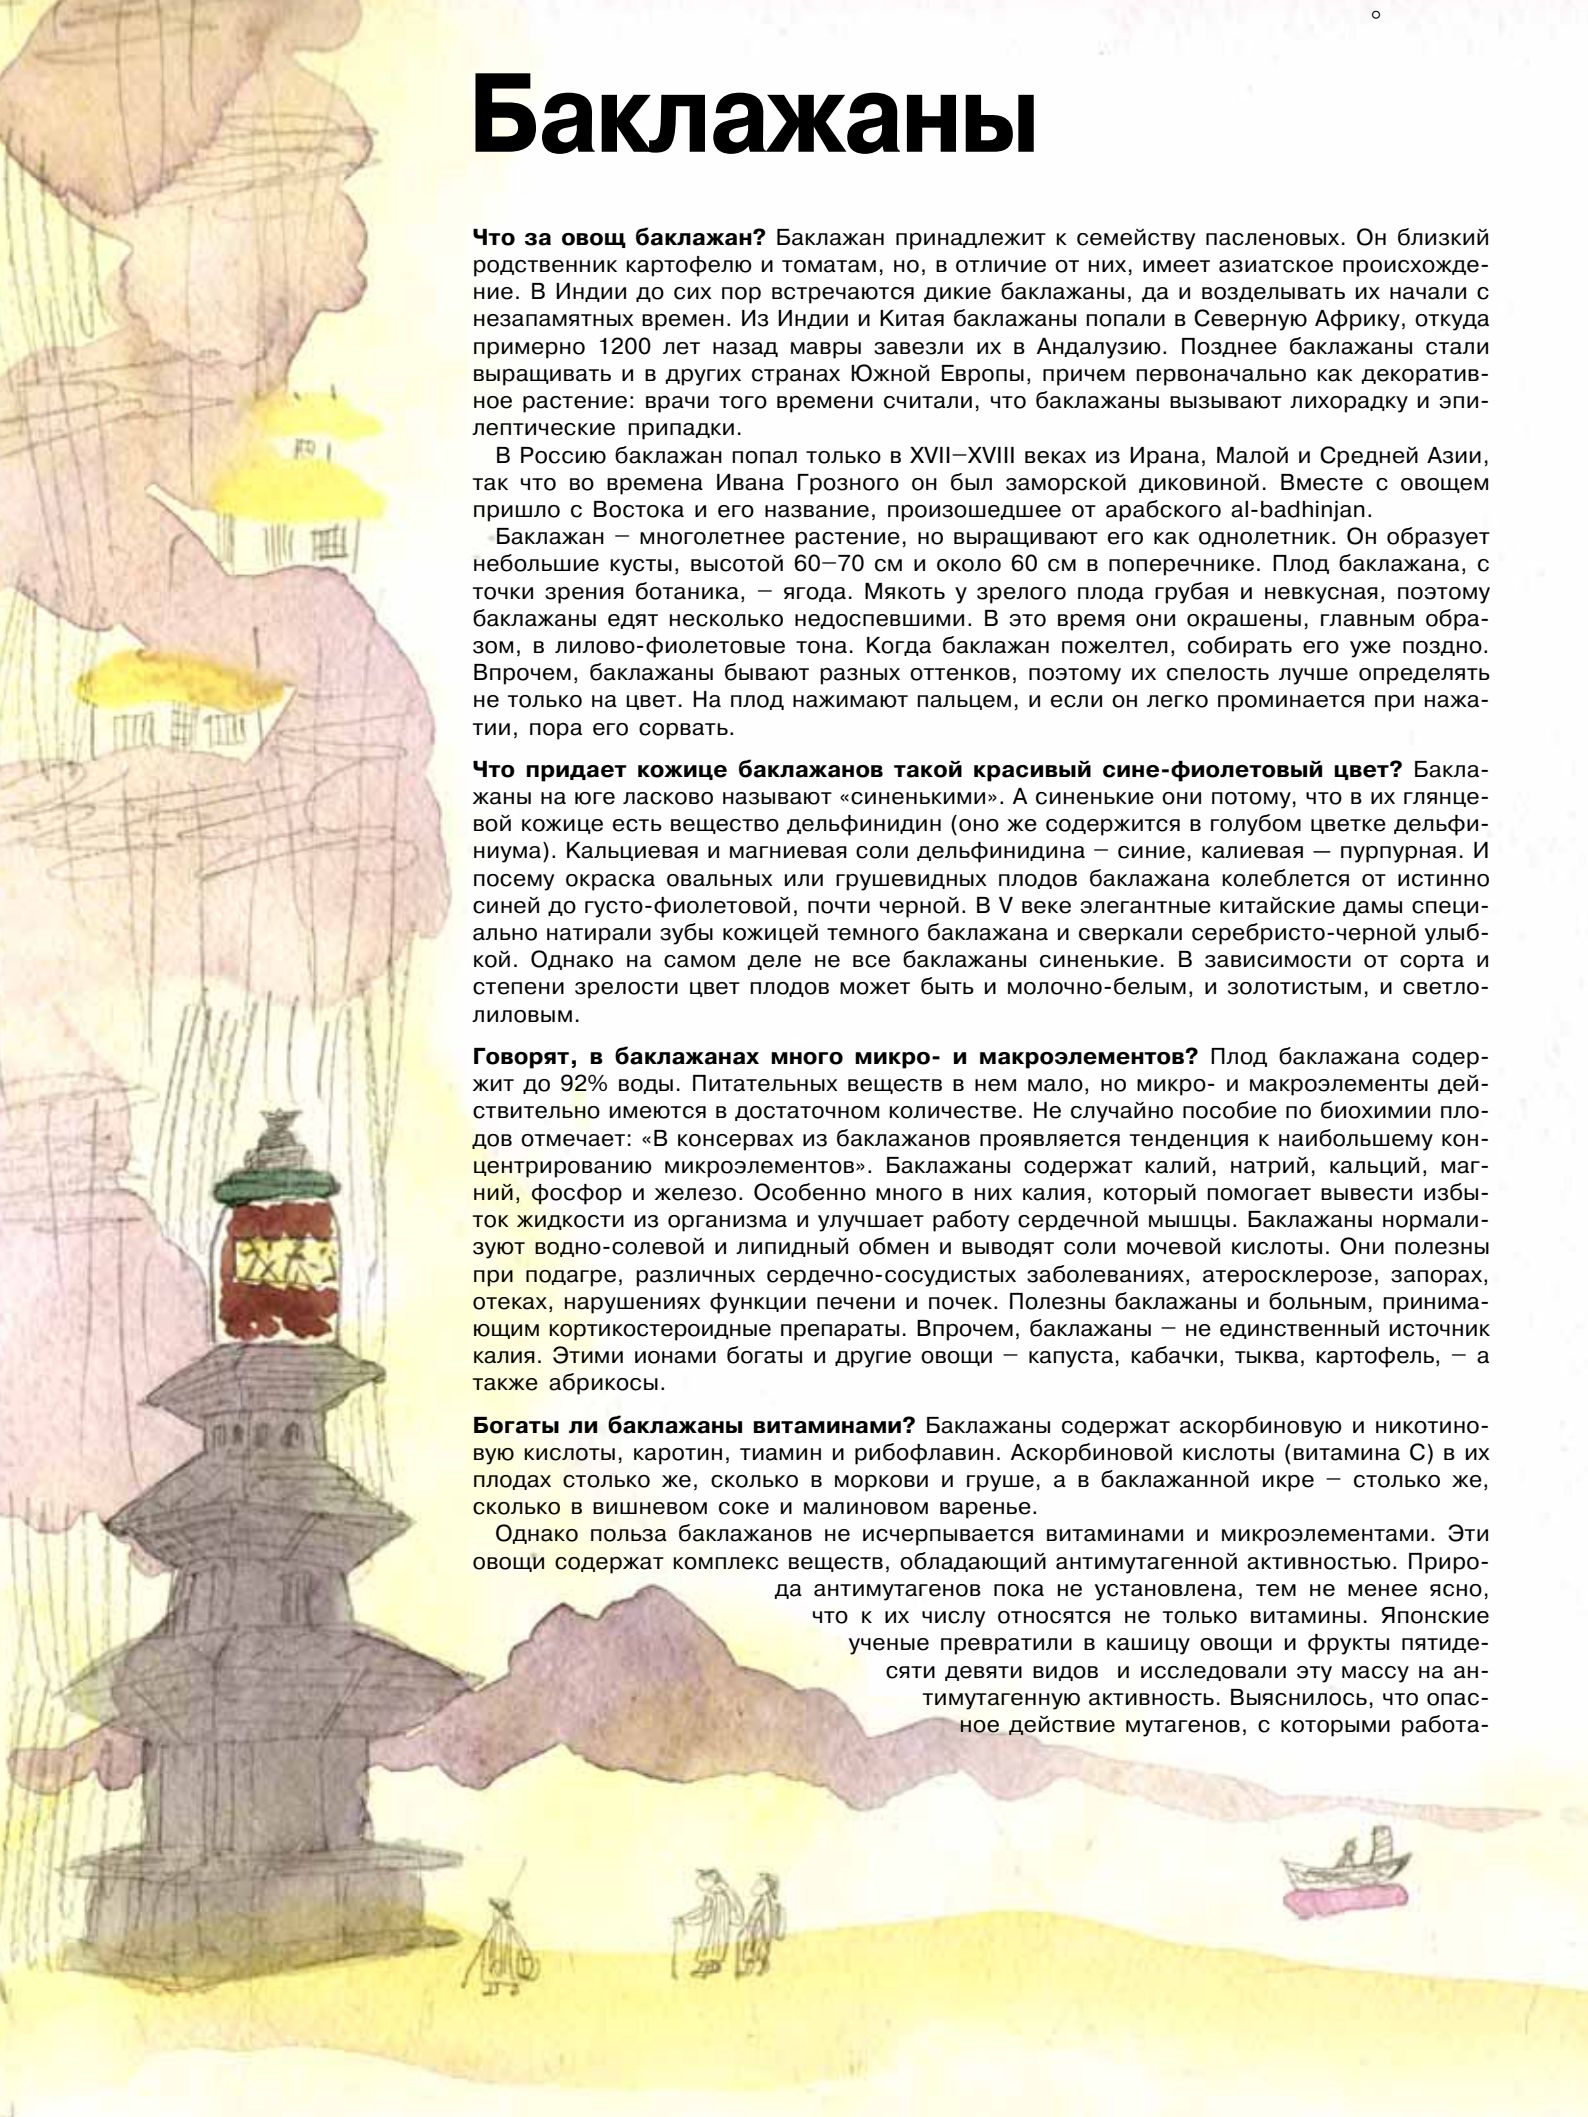 Баклажаны
Что за овощ баклажан? Баклажан принадлежит к семейству пасленовых. Он близкий
родственник картофелю и томатам, но, в отличие от них, имеет азиатское происхожде-
ние. В Индии до сих пор встречаются дикие баклажаны, да и возделывать их начали с
незапамятных времен. Из Индии и Китая баклажаны попали в Северную Африку, откуда
примерно 1200 лет назад мавры завезли их в Андалузию. Позднее баклажаны стали
выращивать и в других странах Южной Европы, причем первоначально как декоратив-
ное растение: врачи того времени считали, что баклажаны вызывают лихорадку и эпи-
лептические припадки.
В Россию баклажан попал только в XVII–XVIII веках из Ирана, Малой и Средней Азии,
так что во времена Ивана Грозного он был заморской диковиной. Вместе с овощем
пришло с Востока и его название, произошедшее от арабского al-badhinjan.
Баклажан – многолетнее растение, но выращивают его как однолетник. Он образует
небольшие кусты, высотой 60–70 см и около 60 см в поперечнике. Плод баклажана, с
точки зрения ботаника, – ягода. Мякоть у зрелого плода грубая и невкусная, поэтому
баклажаны едят несколько недоспевшими. В это время они окрашены, главным обра-
зом, в лилово-фиолетовые тона. Когда баклажан пожелтел, собирать его уже поздно.
Впрочем, баклажаны бывают разных оттенков, поэтому их спелость лучше определять
не только на цвет. На плод нажимают пальцем, и если он легко проминается при нажа-
тии, пора его сорвать.
Что придает кожице баклажанов такой красивый сине-фиолетовый цвет? Бакла-
жаны на юге ласково называют «синенькими». А синенькие они потому, что в их глянце-
вой кожице есть вещество дельфинидин (оно же содержится в голубом цветке дельфи-
ниума). Кальциевая и магниевая соли дельфинидина – синие, калиевая — пурпурная. И
посему окраска овальных или грушевидных плодов баклажана колеблется от истинно
синей до густо-фиолетовой, почти черной. В V веке элегантные китайские дамы специ-
ально натирали зубы кожицей темного баклажана и сверкали серебристо-черной улыб-
кой. Однако на самом деле не все баклажаны синенькие. В зависимости от сорта и
степени зрелости цвет плодов может быть и молочно-белым, и золотистым, и светло-
лиловым.
Говорят, в баклажанах много микро- и макроэлементов? Плод баклажана содер-
жит до 92% воды. Питательных веществ в нем мало, но микро- и макроэлементы дей-
ствительно имеются в достаточном количестве. Не случайно пособие по биохимии пло-
дов отмечает: «В консервах из баклажанов проявляется тенденция к наибольшему кон-
центрированию микроэлементов». Баклажаны содержат калий, натрий, кальций, маг-
ний, фосфор и железо. Особенно много в них калия, который помогает вывести избы-
ток жидкости из организма и улучшает работу сердечной мышцы. Баклажаны нормали-
зуют водно-солевой и липидный обмен и выводят соли мочевой кислоты. Они полезны
при подагре, различных сердечно-сосудистых заболеваниях, атеросклерозе, запорах,
отеках, нарушениях функции печени и почек. Полезны баклажаны и больным, принима-
ющим кортикостероидные препараты. Впрочем, баклажаны – не единственный источник
калия. Этими ионами богаты и другие овощи – капуста, кабачки, тыква, картофель, – а
также абрикосы.
Богаты ли баклажаны витаминами? Баклажаны содержат аскорбиновую и никотино-
вую кислоты, каротин, тиамин и рибофлавин. Аскорбиновой кислоты (витамина С) в их
плодах столько же, сколько в моркови и груше, а в баклажанной икре – столько же,
сколько в вишневом соке и малиновом варенье.
Однако польза баклажанов не исчерпывается витаминами и микроэлементами. Эти
овощи содержат комплекс веществ, обладающий антимутагенной активностью. Приро-
да антимутагенов пока не установлена, тем не менее ясно,
что к их числу относятся не только витамины. Японские
ученые превратили в кашицу овощи и фрукты пятиде-
сяти девяти видов и исследовали эту массу на ан-
тимутагенную активность. Выяснилось, что опас-
ное действие мутагенов, с которыми работа-